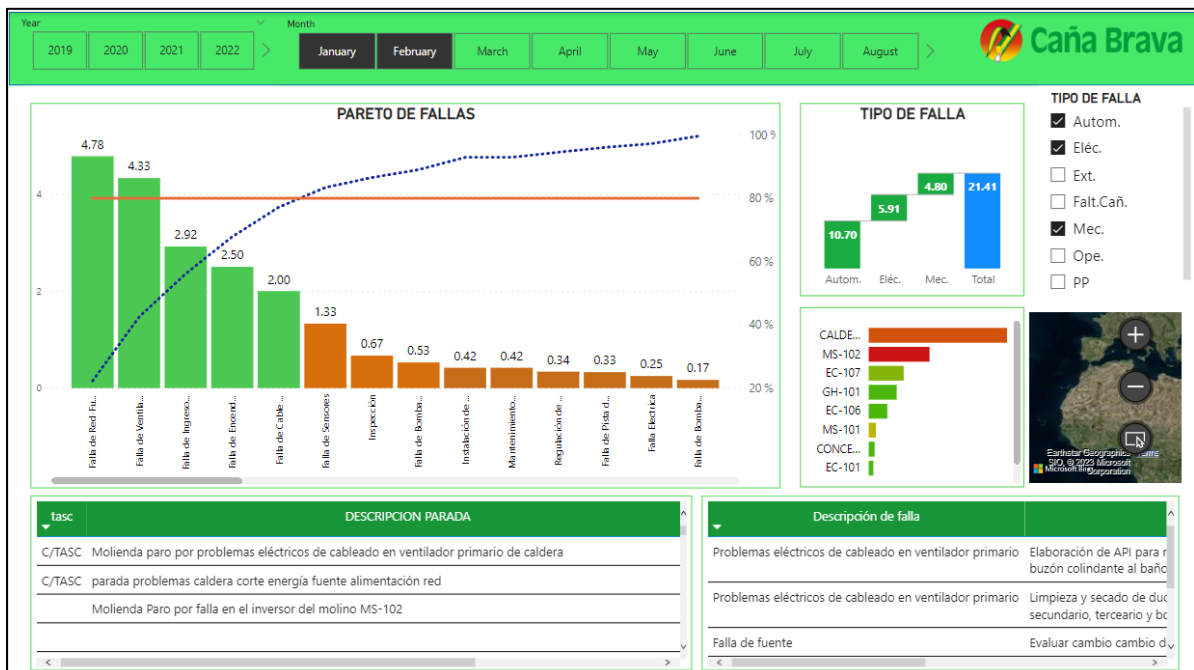 Year
Month
2019
2020
2021
2022
January
February
March
April
May
June
July
August
Caña Brava
PARETO DE FALLAS
4.78
4.33
2.92
2.50
2.00
1.33
0.67
0.53
0.42
0.42
0.34
0.33
0.25
0.17
4
2
0
100 %
80 %
60 %
40 %
20 %
Falla de Red-Fu...
Falla de Ventila...
Falla de Ingreso...
Falla de Encend...
Falla de Cable ...
Falla de Sensores
Inspección
Falla de Bomba...
Instalación de ...
Mantenimiento...
Regulación de ...
Falla de Pista d...
Falla Electrica
Falla de Bomba...
TIPO DE FALLA
10.70
5.91
4.80
21.41
Autom.
Eléc.
Mec.
Total
TIPO DE FALLA
Autom.
Eléc.
Ext.
Falt.Cañ.
Mec.
Ope.
PP
CALDE...
MS-102
EC-107
GH-101
EC-106
MS-101
CONCE...
EC-101
Earthstar Geographics Terms
SIO, © 2023 Microsoft
Microsoft Bing
Corporation
tasc DESCRIPCION PARADA
C/TASC Molienda paro por problemas eléctricos de cableado en ventilador primario de caldera
C/TASC parada problemas caldera corte energía fuente alimentación red
Molienda Paro por falla en el inversor del molino MS-102
Descripción de falla
Problemas eléctricos de cableado en ventilador primario Elaboración de API para
buzón colindante al baño
Problemas eléctricos de cableado en ventilador primario Limpieza y secado de duc
secundario, terceario y bo
Falla de fuente Evaluar cambio cambio d